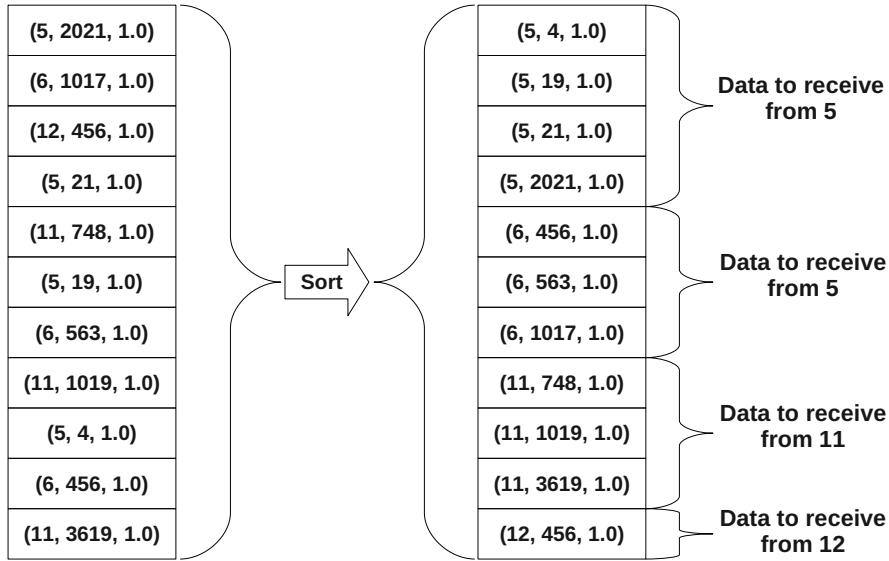 (5, 2021, 1.0)
(6, 1017, 1.0)
(12, 456, 1.0)
(5, 21, 1.0)
(11, 748, 1.0)
(5, 19, 1.0)
(6, 563, 1.0)
(11, 1019, 1.0)
(5, 4, 1.0)
(6, 456, 1.0)
(11, 3619, 1.0)
Sort
(5, 4, 1.0)
(5, 19, 1.0)
(5, 21, 1.0)
(5, 2021, 1.0)
(6, 456, 1.0)
(6, 563, 1.0)
(6, 1017, 1.0)
(11, 748, 1.0)
(11, 1019, 1.0)
(11, 3619, 1.0)
(12, 456, 1.0)
Data to receive
from 5
Data to receive
from 5
Data to receive
from 11
Data to receive
from 12